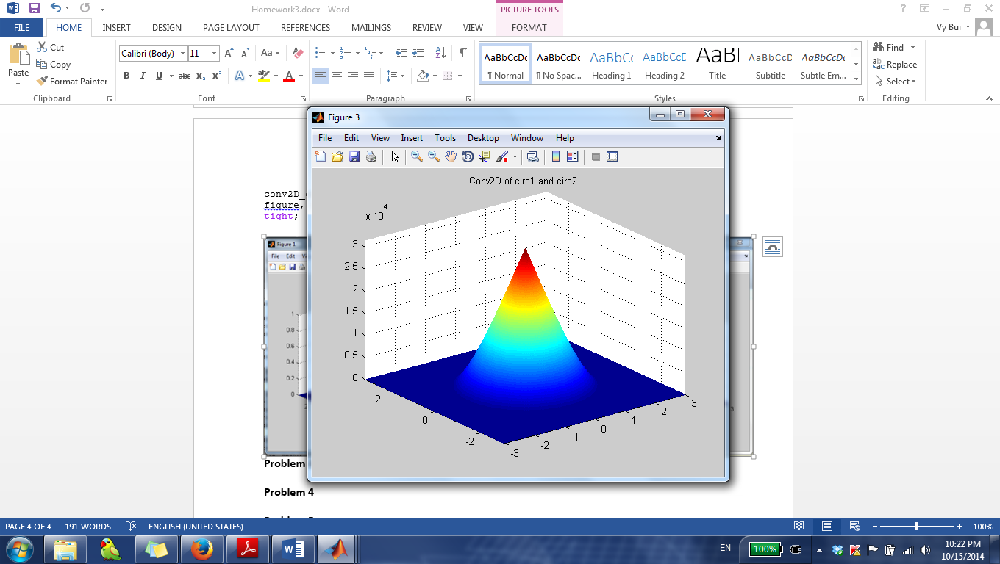 Homework3.docx - Word
PICTURE TOOLS
FILE HOME INSERT DESIGN PAGE LAYOUT REFERENCES MAILINGS REVIEW VIEW FORMAT
Vy Bui
Paste
Cut
Copy
Format Painter
Calibri (Body) 11
AaBbCcDc AaBbCcDc AaBbCc AaBbCcD AaB AaBbCcD AaBbCcDc
¶ Normal ¶ No Spac... Heading 1 Heading 2 Title Subtitle Subtle Em...
Find
Replace
Select
Clipboard Font Paragraph Styles Editing
Figure 3
File Edit View Insert Tools Desktop Window Help
Conv2D of circ1 and circ2
x 10 4
3
2.5
2
1.5
1
0.5
0
2
0
-2
-3
-2
-1
0
1
2
3
conv2D_
figure,
tight;
Figure 1
File Edit
1
0.8
0.6
0.4
0.2
0
Problem
Problem 4
PAGE 4 OF 4 191 WORDS ENGLISH (UNITED STATES)
100%
EN
100%
10:22 PM
10/15/2014